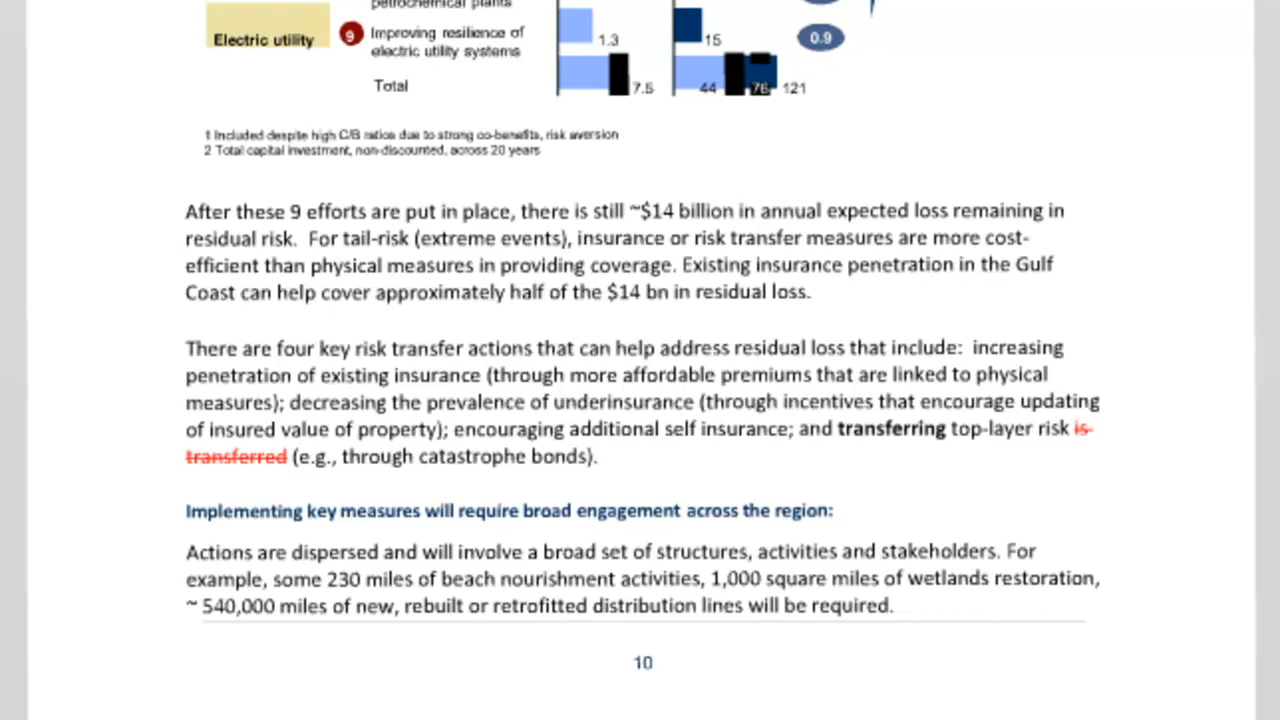 petrochemical plants
Electric utility
9
Improving resilience of
electric utility systems
1.3
15
0.9
Total
7.5
44
76
121
1 Included despite high C/B ratios due to strong co-benefits, risk aversion
2 Total capital investment, non-discounted, across 20 years
After these 9 efforts are put in place, there is still ~$14 billion in annual expected loss remaining in
residual risk.  For tail-risk (extreme events), insurance or risk transfer measures are more cost-
efficient than physical measures in providing coverage. Existing insurance penetration in the Gulf
Coast can help cover approximately half of the $14 bn in residual loss.
There are four key risk transfer actions that can help address residual loss that include:  increasing
penetration of existing insurance (through more affordable premiums that are linked to physical
measures); decreasing the prevalence of underinsurance (through incentives that encourage updating
of insured value of property); encouraging additional self insurance; and transferring top-layer risk is
transferred (e.g., through catastrophe bonds).
Implementing key measures will require broad engagement across the region:
Actions are dispersed and will involve a broad set of structures, activities and stakeholders. For
example, some 230 miles of beach nourishment activities, 1,000 square miles of wetlands restoration,
~ 540,000 miles of new, rebuilt or retrofitted distribution lines will be required.
10